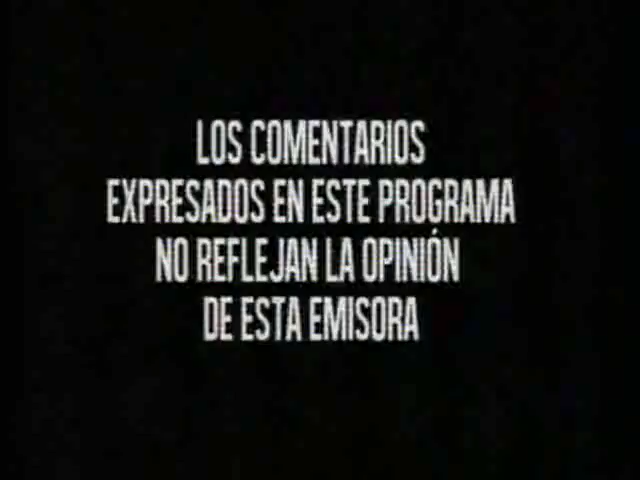 LOS COMENTARIOS
EXPRESADOS EN ESTE PROGRAMA
NO REFLEJAN LA OPINIÓN
DE ESTA EMISORA